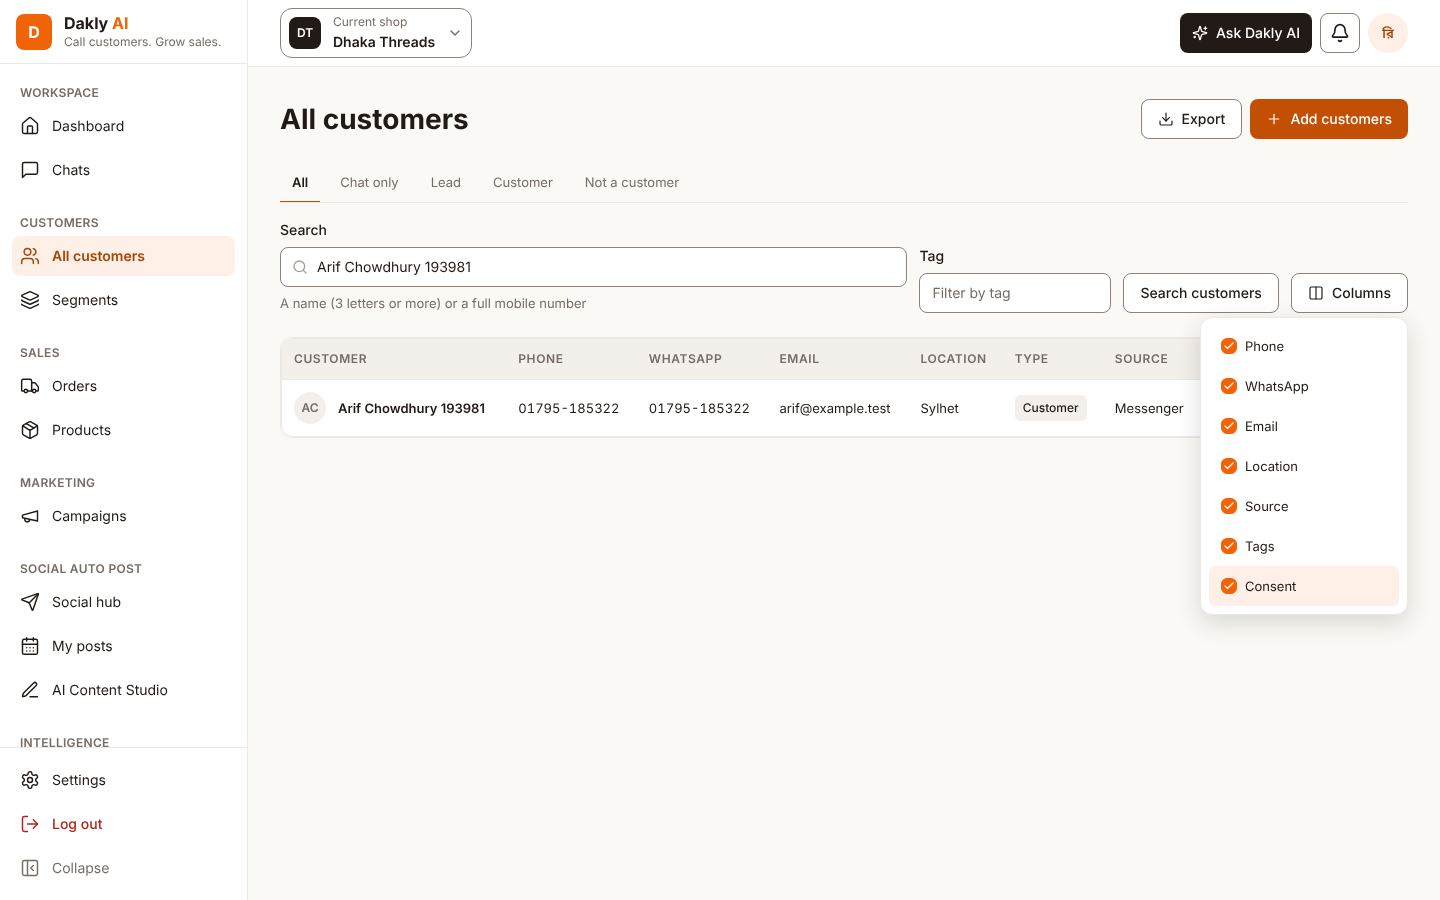 D
Dakly AI
Call customers. Grow sales.
WORKSPACE
Dashboard
Chats
CUSTOMERS
All customers
Segments
SALES
Orders
Products
MARKETING
Campaigns
SOCIAL AUTO POST
Social hub
My posts
AI Content Studio
INTELLIGENCE
Settings
Log out
Collapse
DT
Current shop
Dhaka Threads
Ask Dakly AI
রি
All customers
Export
Add customers
All Chat only Lead Customer Not a customer
Search
Arif Chowdhury 193981
A name (3 letters or more) or a full mobile number
Tag
Filter by tag
Search customers
Columns
CUSTOMER PHONE WHATSAPP EMAIL LOCATION TYPE SOURCE
AC Arif Chowdhury 193981 01795-185322 01795-185322 arif@example.test Sylhet Customer Messenger
Phone
WhatsApp
Email
Location
Source
Tags
Consent